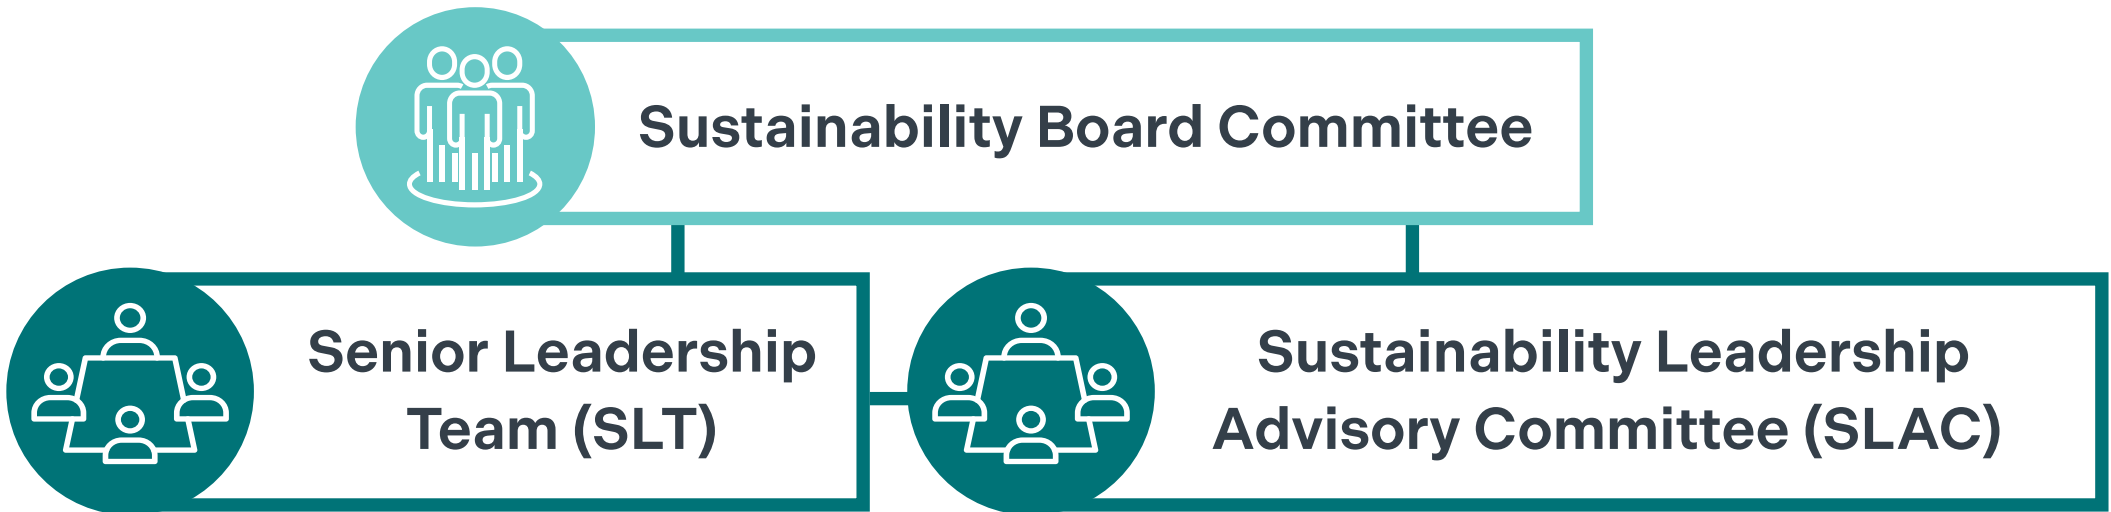 Sustainability Board Committee
Senior Leadership
Team (SLT)
Sustainability Leadership
Advisory Committee (SLAC)